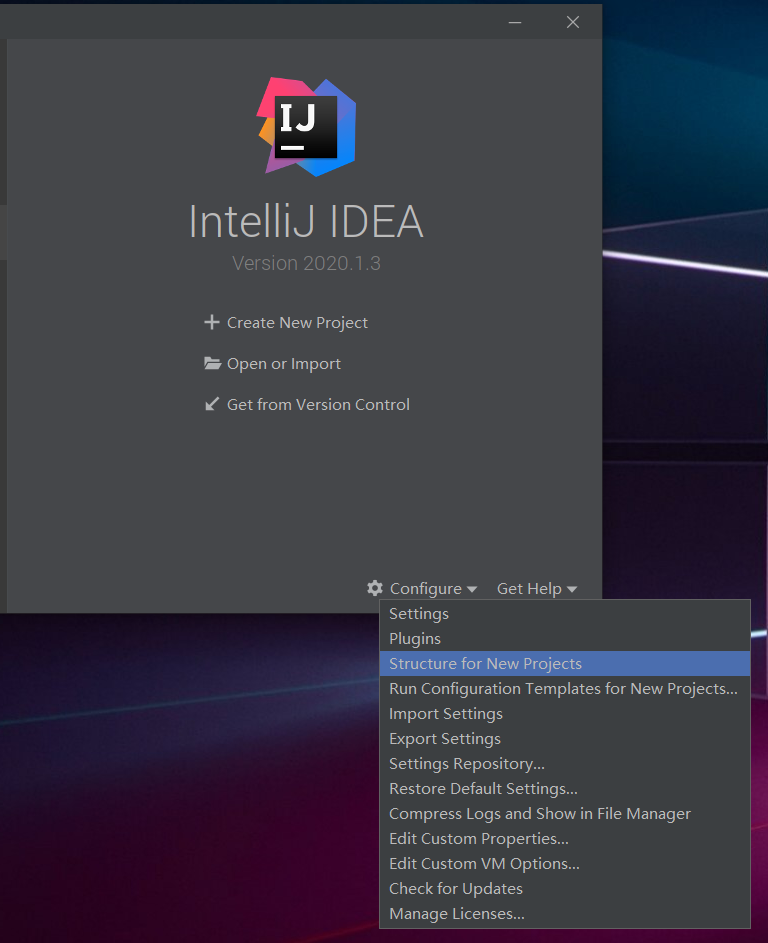 IJ
IntelliJ IDEA
Version 2020.1.3
Create New Project
Open or Import
Get from Version Control
Configure
Get Help
Settings
Plugins
Structure for New Projects
Run Configuration Templates for New Projects...
Import Settings
Export Settings
Settings Repository...
Restore Default Settings...
Compress Logs and Show in File Manager
Edit Custom Properties...
Edit Custom VM Options...
Check for Updates
Manage Licenses...